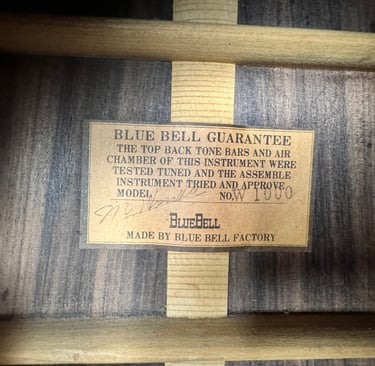 BLUE BELL GUARANTEE
THE TOP BACK TONE BARS AND AIR
CHAMBER OF THIS INSTRUMENT WERE
TESTED TUNED AND THE ASSEMBLE
INSTRUMENT TRIED AND APPROVE
MODEL NO. W 1000
BLUEBELL
MADE BY BLUE BELL FACTORY